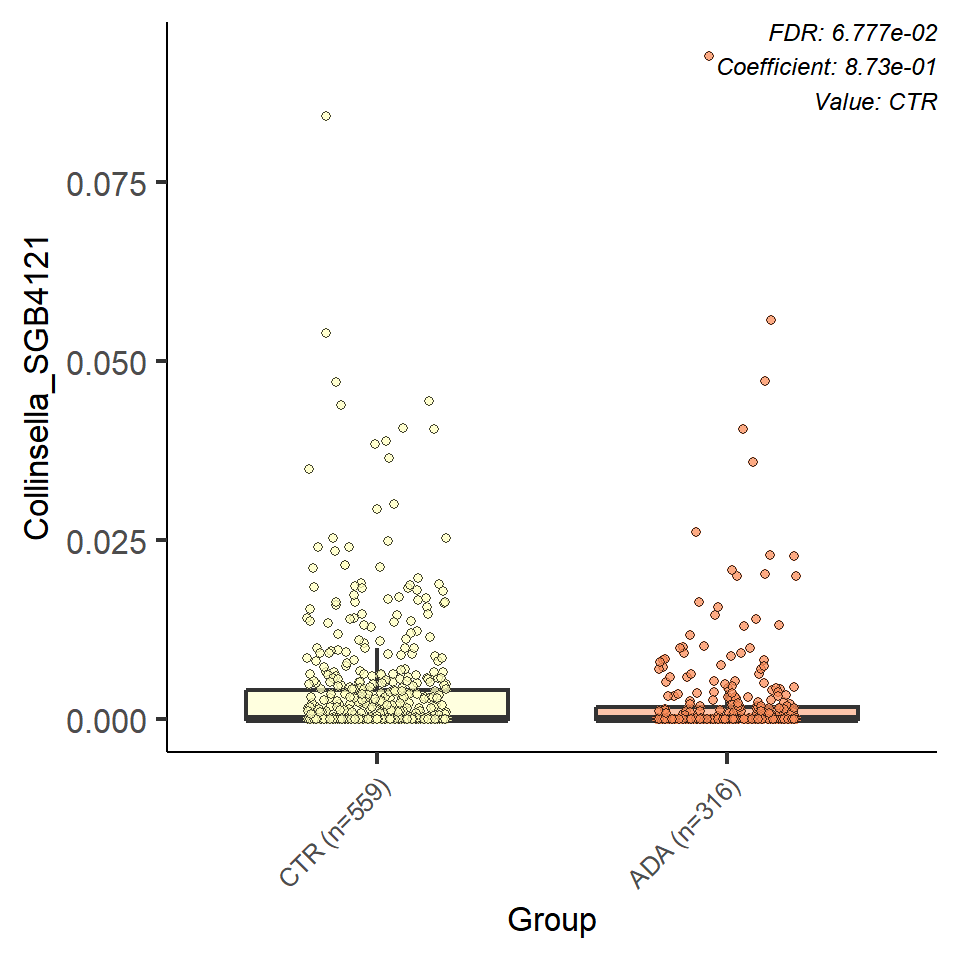 FDR: 6.777e-02
Coefficient: 8.73e-01
Value: CTR
Collinsella_SGB4121
0.075
0.050
0.025
0.000
CTR (n=559)
ADA (n=316)
Group